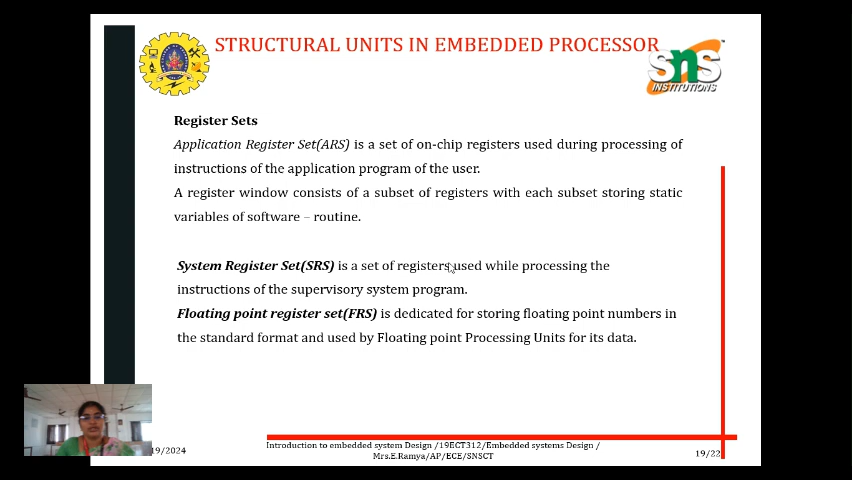 STRUCTURAL UNITS IN EMBEDDED PROCESSOR
SNS
INSTITUTIONS
Register Sets
Application Register Set(ARS) is a set of on-chip registers used during processing of
instructions of the application program of the user.
A register window consists of a subset of registers with each subset storing static
variables of software – routine.
System Register Set(SRS) is a set of registers used while processing the
instructions of the supervisory system program.
Floating point register set(FRS) is dedicated for storing floating point numbers in
the standard format and used by Floating point Processing Units for its data.
19/2024
Introduction to embedded system Design /19ECT312/Embedded systems Design /
Mrs.E.Ramya/AP/ECE/SNSCT
19/22